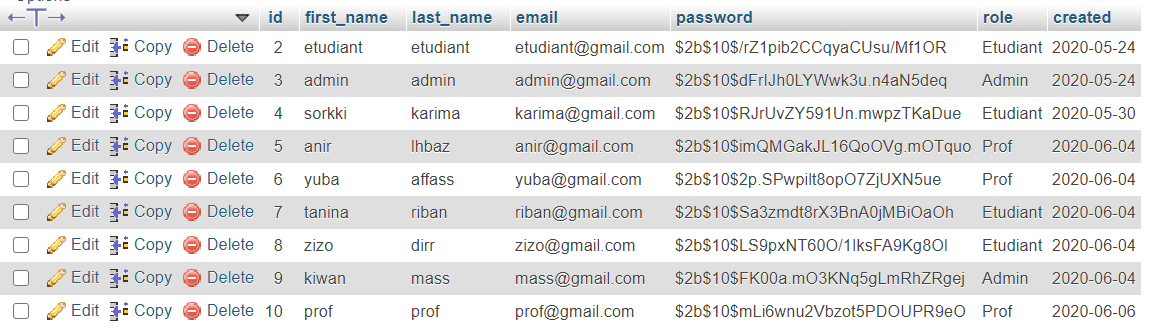 id first_name last_name email password role created
Edit Copy Delete 2 etudiant etudiant etudiant@gmail.com $2b$10$/rZ1pib2CCqyaCUsu/Mf1OR Etudiant 2020-05-24
Edit Copy Delete 3 admin admin admin@gmail.com $2b$10$dFrlJh0LYWwk3u.n4aN5deq Admin 2020-05-24
Edit Copy Delete 4 sorkki karima karima@gmail.com $2b$10$RJrUvZY591Un.mwpzTKaDue Etudiant 2020-05-30
Edit Copy Delete 5 anir lhbaz anir@gmail.com $2b$10$imQMGakJL16QoOVg.mOTquo Prof 2020-06-04
Edit Copy Delete 6 yuba affass yuba@gmail.com $2b$10$2p.SPwpilt8opO7ZjUXN5ue Prof 2020-06-04
Edit Copy Delete 7 tanina riban riban@gmail.com $2b$10$Sa3zmdt8rX3BnA0jMBiOaOh Etudiant 2020-06-04
Edit Copy Delete 8 zizo dirr zizo@gmail.com $2b$10$LS9pxNT60O/1lksFA9Kg8Ol Etudiant 2020-06-04
Edit Copy Delete 9 kiwan mass mass@gmail.com $2b$10$FK00a.mO3KNq5gLmRhZRgej Admin 2020-06-04
Edit Copy Delete 10 prof prof prof@gmail.com $2b$10$mLi6wnu2Vbzot5PDOUPR9eO Prof 2020-06-06